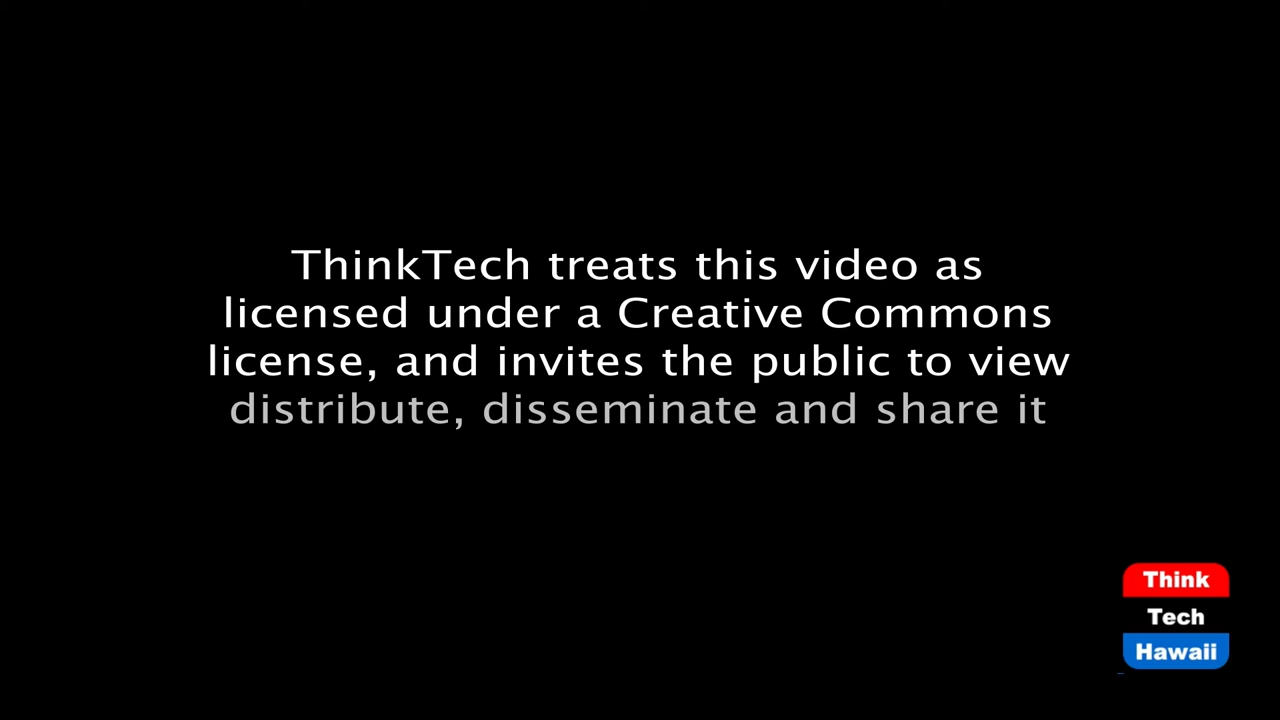 ThinkTech treats this video as
licensed under a Creative Commons
license, and invites the public to view
distribute, disseminate and share it
Think
Tech
Hawaii